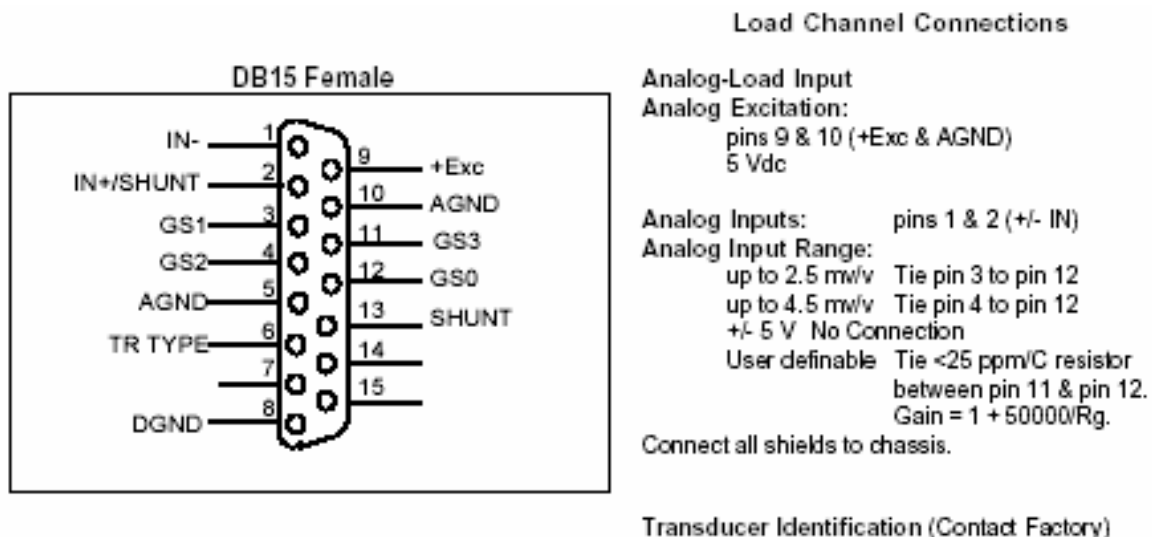 Load Channel Connections
DB15 Female
IN- 1
IN+/SHUNT 2
GS1 3
GS2 4
AGND 5
TR TYPE 6
7
DGND 8
9 +Exc
10 AGND
11 GS3
12 GS0
13 SHUNT
14
15
Analog-Load Input
Analog Excitation:
pins 9 & 10 (+Exc & AGND)
5 Vdc
Analog Inputs: pins 1 & 2 (+/- IN)
Analog Input Range:
up to 2.5 mv/v Tie pin 3 to pin 12
up to 4.5 mv/v Tie pin 4 to pin 12
+/- 5 V No Connection
User definable Tie <25 ppm/C resistor
between pin 11 & pin 12.
Gain = 1 + 50000/Rg.
Connect all shields to chassis.
Transducer Identification (Contact Factory)